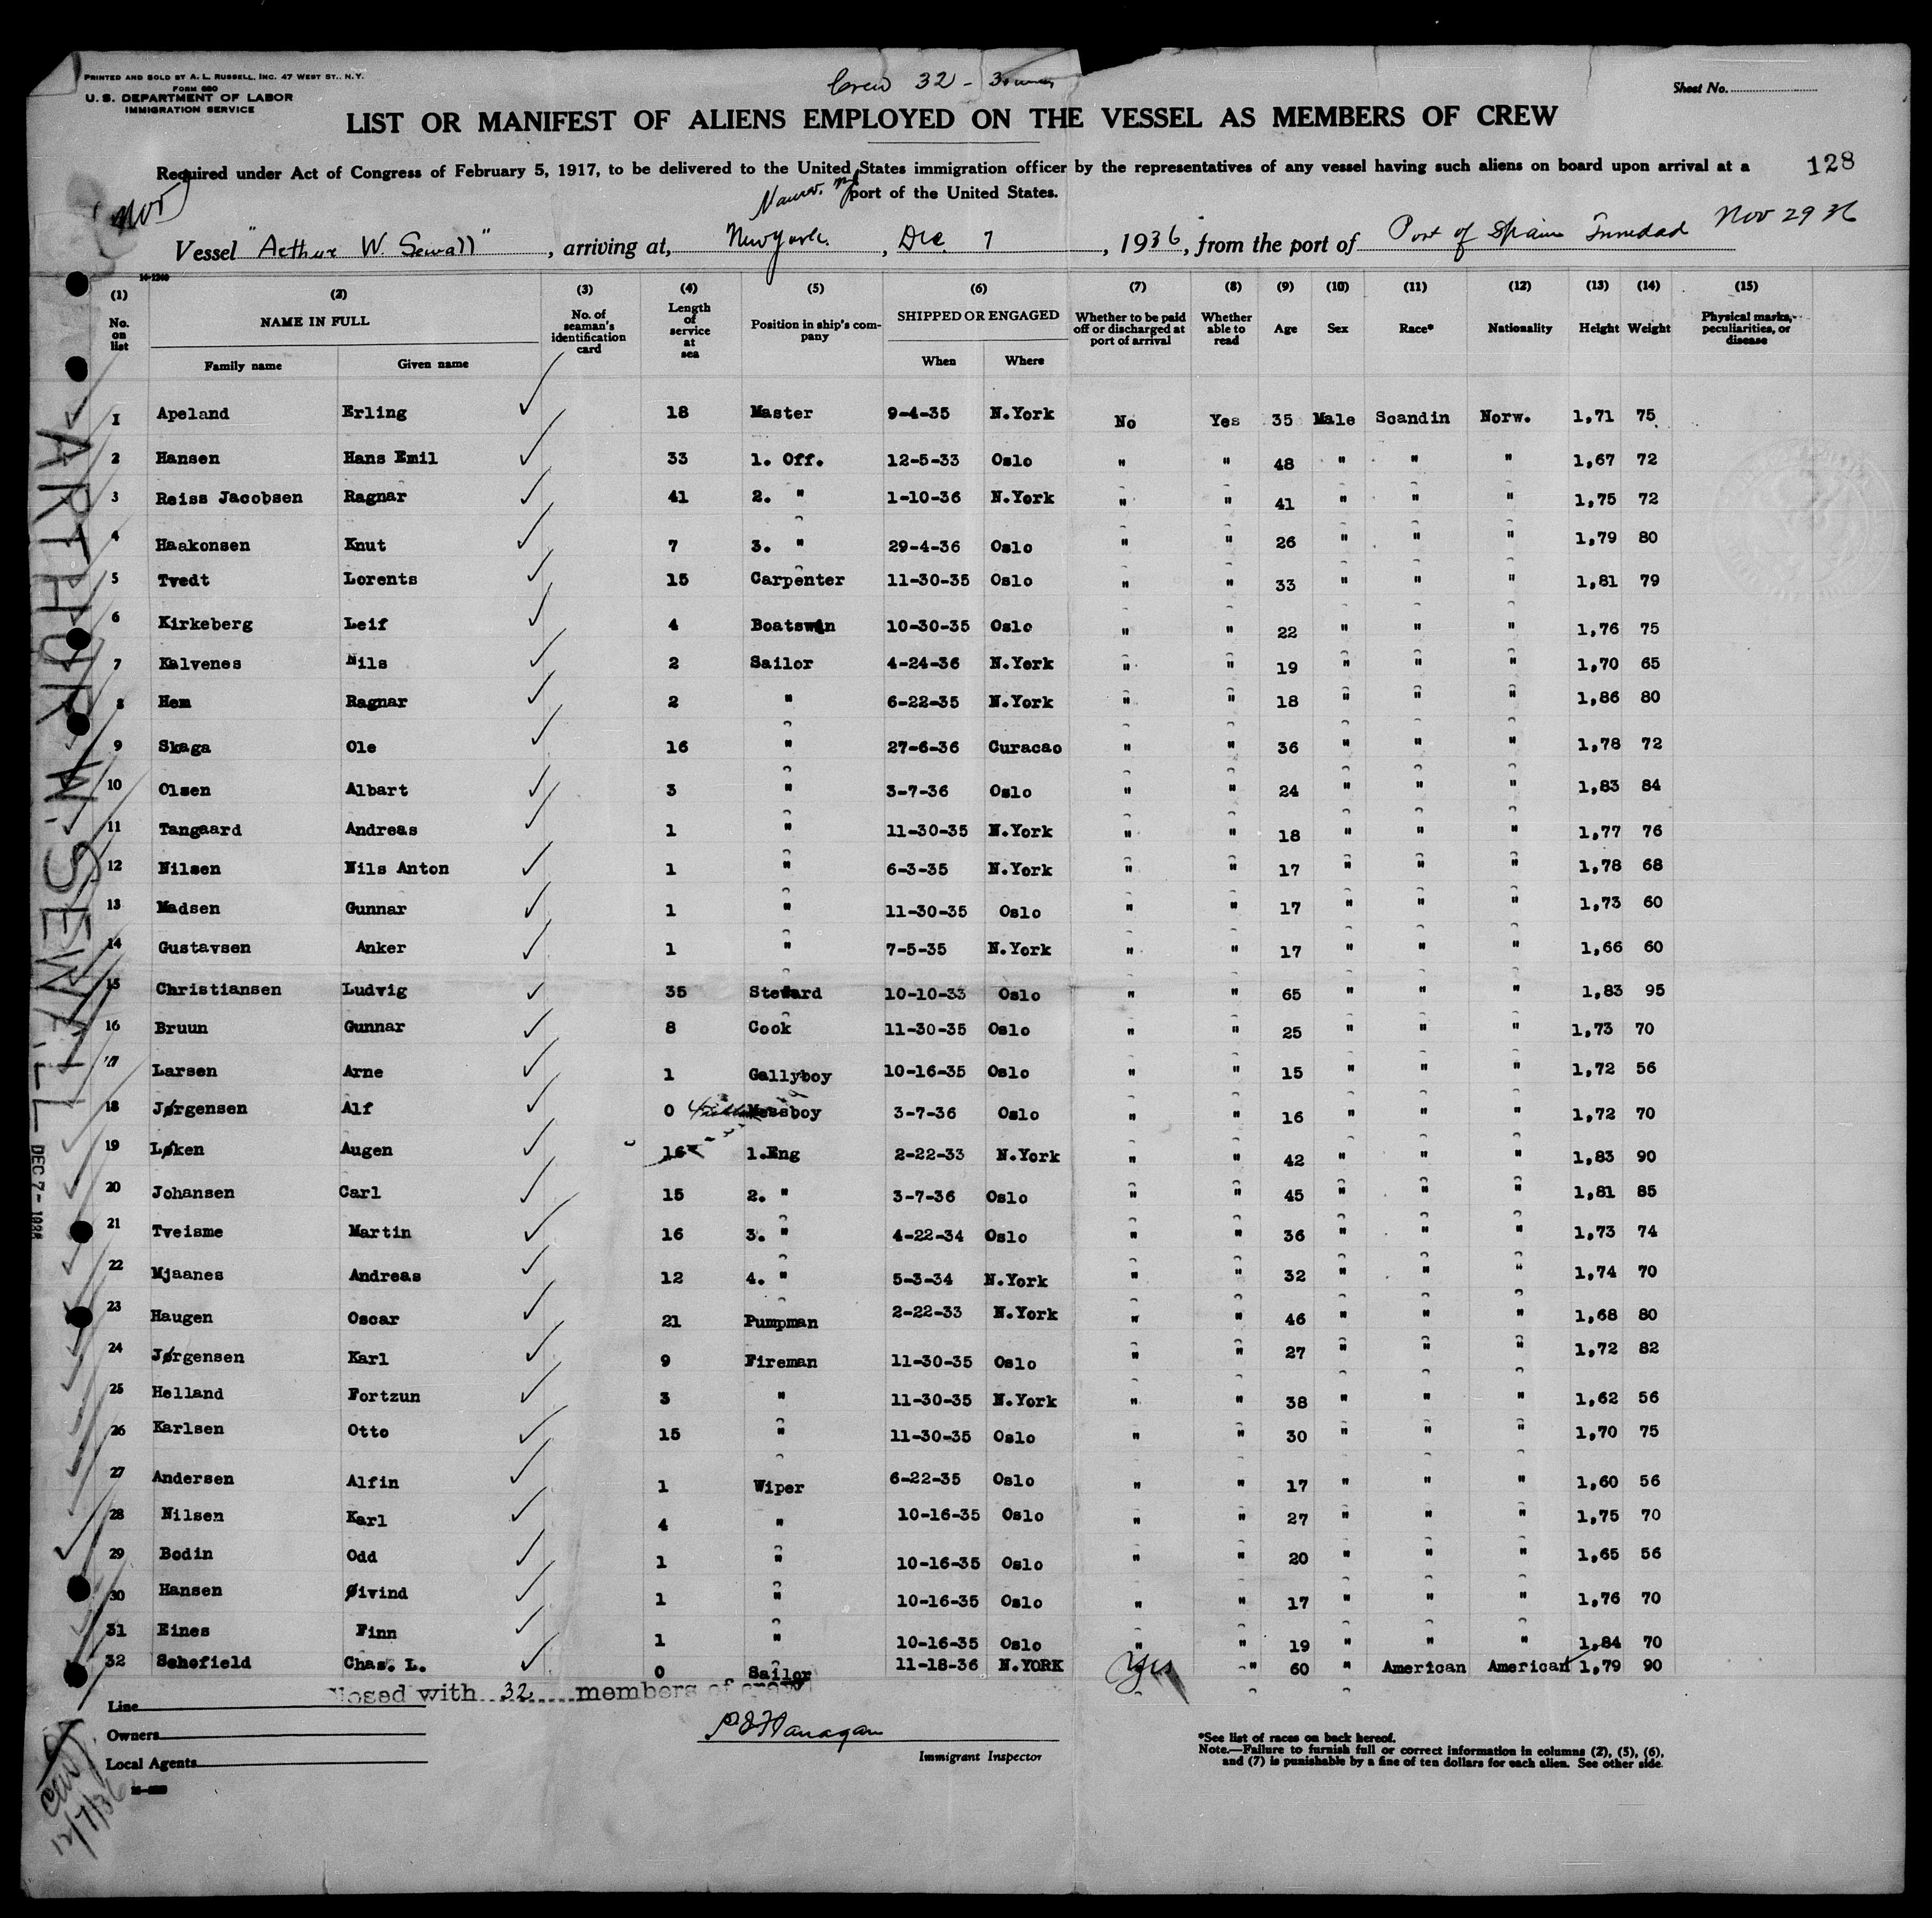 PRINTED AND SOLD BY A. L. RUSSELL, INC. 47 WEST ST., N.Y.
FORM 680
U. S. DEPARTMENT OF LABOR
IMMIGRATION SERVICE
Crew 32 -
Sheet No.
LIST OR MANIFEST OF ALIENS EMPLOYED ON THE VESSEL AS MEMBERS OF CREW
Required under Act of Congress of February 5, 1917, to be delivered to the United States immigration officer by the representatives of any vessel having such aliens on board upon arrival at a
port of the United States.
128
Nor
Vessel "Arthur W. Sewall", arriving at, New York, Dec. 7, 1936, from the port of Port of Spain Trinidad Nov 29 36
14-1240
(1) (2) (3) (4) (5) (6) (7) (8) (9) (10) (11) (12) (13) (14) (15)
No. on list NAME IN FULL No. of seaman's identification card Length of service at sea Position in ship's company SHIPPED OR ENGAGED Whether to be paid off or discharged at port of arrival Whether able to read Age Sex Race* Nationality Height Weight Physical marks, peculiarities, or disease
Family name Given name When Where
1 Apeland Erling 18 Master 9-4-35 N.York No Yes 35 Male Scandin Norw. 1,71 75
2 Hansen Hans Emil 33 1. Off. 12-5-33 Oslo " " 48 " " " 1,67 72
3 Reiss Jacobsen Ragnar 41 2. " 1-10-36 N.York " " 41 " " " 1,75 72
4 Haakonsen Knut 7 3. " 29-4-36 Oslo " " 26 " " " 1,79 80
5 Tvedt Lorents 15 Carpenter 11-30-35 Oslo " " 33 " " " 1,81 79
6 Kirkeberg Leif 4 Boatswin 10-30-35 Oslo " " 22 " " " 1,76 75
7 Kalvenes Nils 2 Sailor 4-24-36 N.York " " 19 " " " 1,70 65
8 Hem Ragnar 2 " 6-22-35 N.York " " 18 " " " 1,86 80
9 Skaga Ole 16 " 27-6-36 Curacao " " 36 " " " 1,78 72
10 Olsen Albart 3 " 3-7-36 Oslo " " 24 " " " 1,83 84
11 Tangaard Andreas 1 " 11-30-35 N.York " " 18 " " " 1,77 76
12 Nilsen Nils Anton 1 " 6-3-35 N.York " " 17 " " " 1,78 68
13 Madsen Gunnar 1 " 11-30-35 Oslo " " 17 " " " 1,73 60
14 Gustavsen Anker 1 " 7-5-35 N.York " " 17 " " " 1,66 60
15 Christiansen Ludvig 35 Steward 10-10-33 Oslo " " 65 " " " 1,83 95
16 Bruun Gunnar 8 Cook 11-30-35 Oslo " " 25 " " " 1,73 70
17 Larsen Arne 1 Gallyboy 10-16-35 Oslo " " 15 " " " 1,72 56
18 Jørgensen Alf 0 Messboy 3-7-36 Oslo " " 16 " " " 1,72 70
19 Løken Augen 16 1.Eng 2-22-33 N.York " " 42 " " " 1,83 90
20 Johansen Carl 15 2. " 3-7-36 Oslo " " 45 " " " 1,81 85
21 Tveisme Martin 16 3. " 4-22-34 Oslo " " 36 " " " 1,73 74
22 Mjaanes Andreas 12 4. " 5-3-34 N.York " " 32 " " " 1,74 70
23 Haugen Oscar 21 Pumpman 2-22-33 N.York " " 46 " " " 1,68 80
24 Jørgensen Karl 9 Fireman 11-30-35 Oslo " " 27 " " " 1,72 82
25 Helland Fortzun 3 " 11-30-35 N.York " " 38 " " " 1,62 56
26 Karlsen Otto 15 " 11-30-35 Oslo " " 30 " " " 1,70 75
27 Andersen Alfin 1 Wiper 6-22-35 Oslo " " 17 " " " 1,60 56
28 Nilsen Karl 4 " 10-16-35 Oslo " " 27 " " " 1,75 70
29 Bodin Odd 1 " 10-16-35 Oslo " " 20 " " " 1,65 56
30 Hansen Øivind 1 " 10-16-35 Oslo " " 17 " " " 1,76 70
31 Eines Finn 1 " 10-16-35 Oslo " " 19 " " " 1,84 70
32 Schofield Chas. L. 0 Sailor 11-18-36 N.YORK Yes " 60 " American American 1,79 90
Closed with 32 members of crew
Line
Owners
Local Agents
Immigrant Inspector
*See list of races on back hereof.
Note.—Failure to furnish full or correct information in columns (2), (5), (6),
and (7) is punishable by a fine of ten dollars for each alien. See other side.
ARTHUR W. SEWALL
DEC 7-
12/7/36